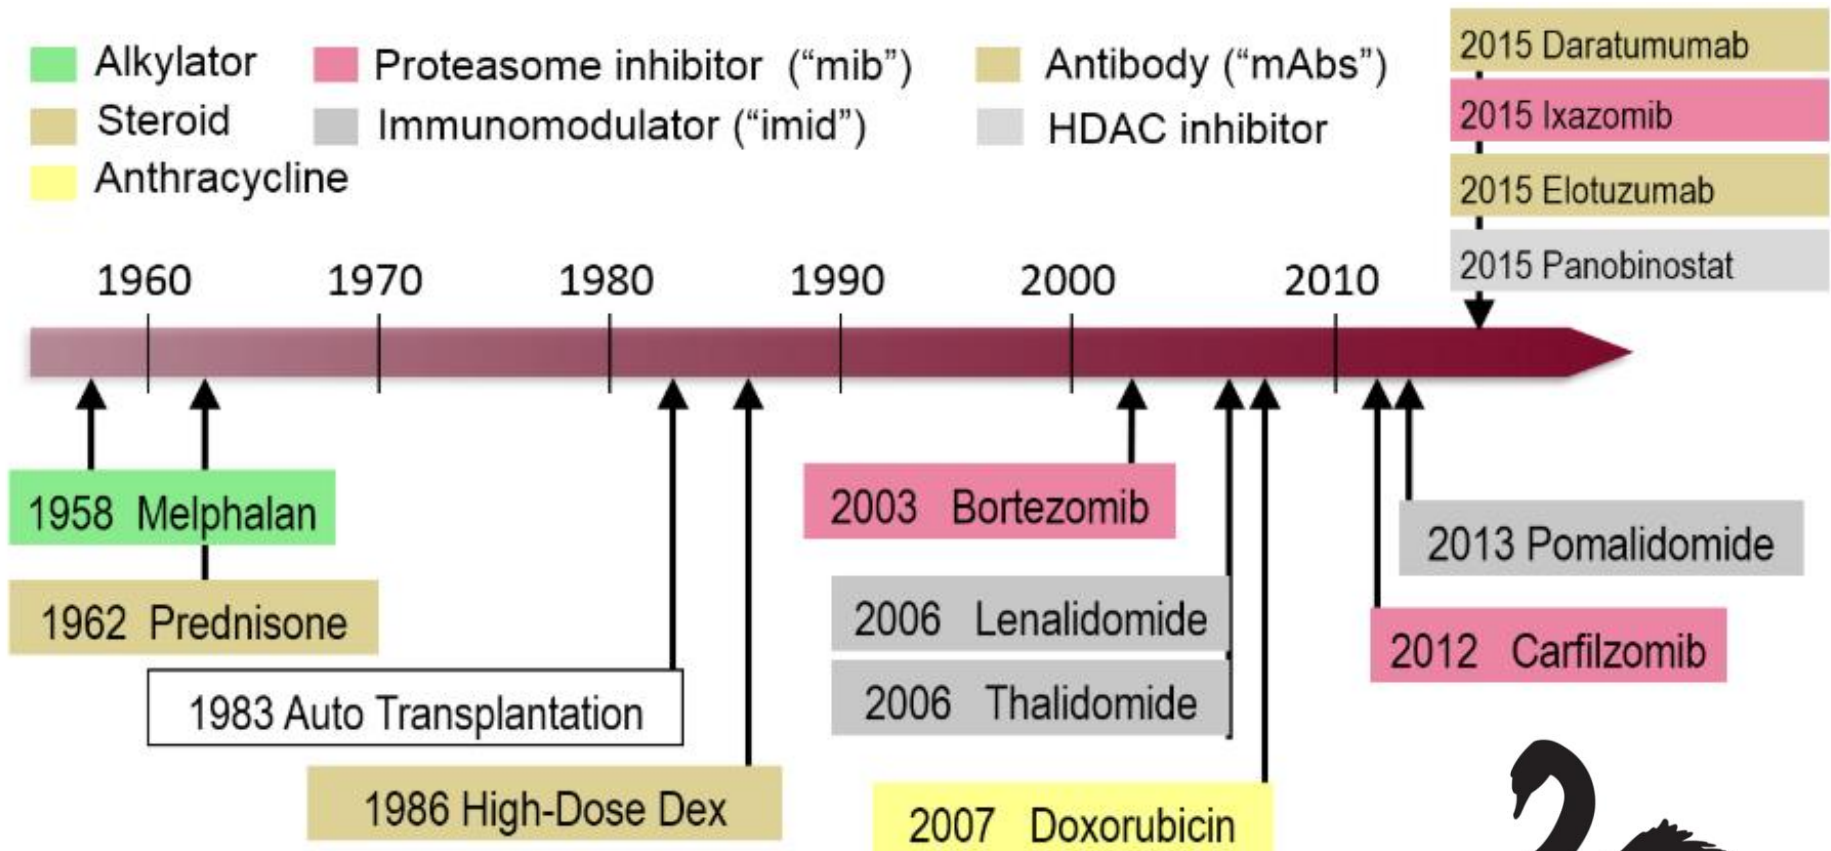 Alkylator
Steroid
Anthracycline
Proteasome inhibitor (“mib”)
Immunomodulator (“imid”)
Antibody (“mAbs”)
HDAC inhibitor
2015 Daratumumab
2015 Ixazomib
2015 Elotuzumab
2015 Panobinostat
1960 1970 1980 1990 2000 2010
1958 Melphalan
1962 Prednisone
1983 Auto Transplantation
1986 High-Dose Dex
2003 Bortezomib
2006 Lenalidomide
2006 Thalidomide
2007 Doxorubicin
2013 Pomalidomide
2012 Carfilzomib